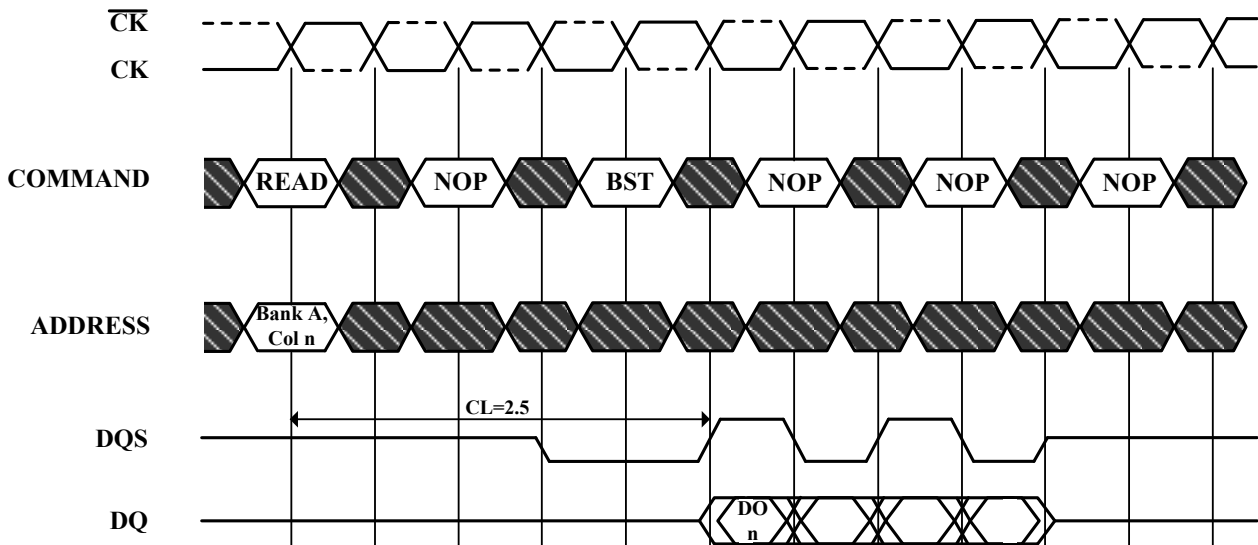 CK
CK
COMMAND READ NOP BST NOP NOP NOP
ADDRESS Bank A,
Col n
CL=2.5
DQS
DQ DO
n